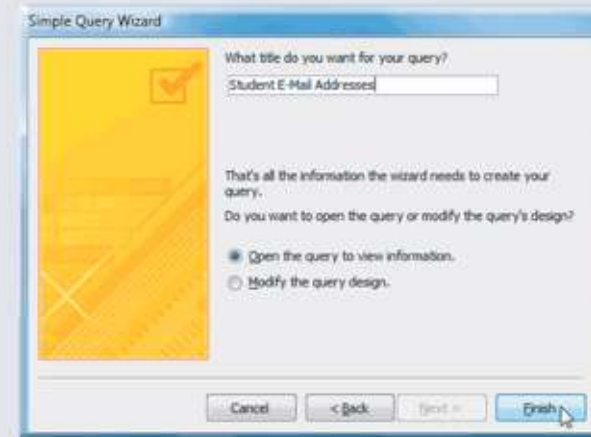 Simple Query Wizard
What title do you want for your query?
Student E-Mail Addresses
That's all the information the wizard needs to create your
query.
Do you want to open the query or modify the query's design?
Open the query to view information.
Modify the query design.
Cancel
< Back
Next >
Finish